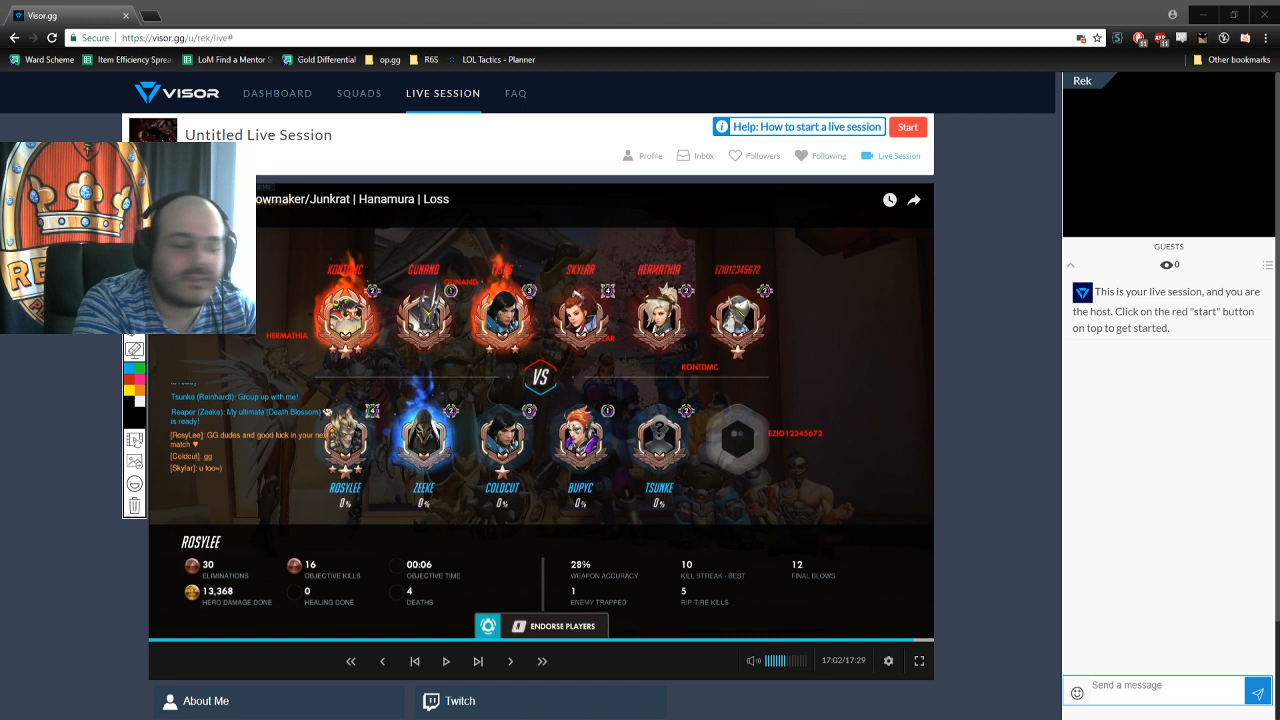 Visor.gg
Secure
https://visor.gg/u/rek/live#
Ward Scheme
Item Efficiency Sprea
LoM Find a Mentor S
Gold Differential
op.gg
R6S
LOL Tactics - Planner
Other bookmarks
VISOR
DASHBOARD
SQUADS
LIVE SESSION
FAQ
Rek
Untitled Live Session
Help: How to start a live session
Start
Profile
Inbox
Followers
Following
Live Session
owmaker/Junkrat | Hanamura | Loss
KONTDMC
GUNAND
SKYLAR
HERMATHIA
EZIO12345672
GUNAND
HERMATHIA
KONTDMC
VS
Tsunke (Reinhardt): Group up with me!
Reaper (Zeeke): My ultimate [Death Blossom]
is ready!
[RosyLee]: GG dudes and good luck in your next
match ♥
[Coldcut]: gg
[Skylar]: u too=)
EZIO12345672
ROSYLEE
ZEEKE
COLDCUT
BUPYC
TSUNKE
0%
0%
0%
0%
0%
ROSYLEE
30
ELIMINATIONS
16
OBJECTIVE KILLS
00:06
OBJECTIVE TIME
28%
WEAPON ACCURACY
10
KILL STREAK - BEST
12
FINAL BLOWS
13,368
HERO DAMAGE DONE
0
HEALING DONE
4
DEATHS
1
ENEMY TRAPPED
5
RIP-TIRE KILLS
ENDORSE PLAYERS
17:02/17:29
About Me
Twitch
GUESTS
0
This is your live session, and you are
the host. Click on the red "start" button
on top to get started.
Send a message